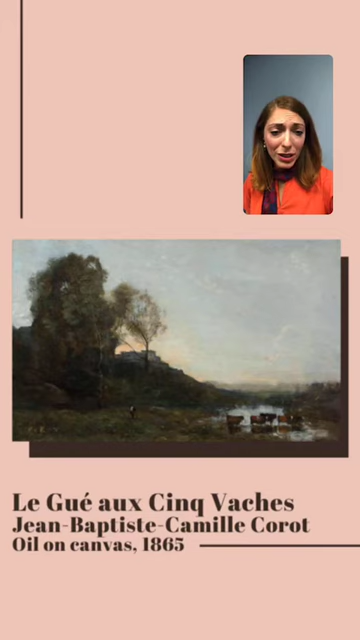 Le Gué aux Cinq Vaches
Jean-Baptiste-Camille Corot
Oil on canvas, 1865